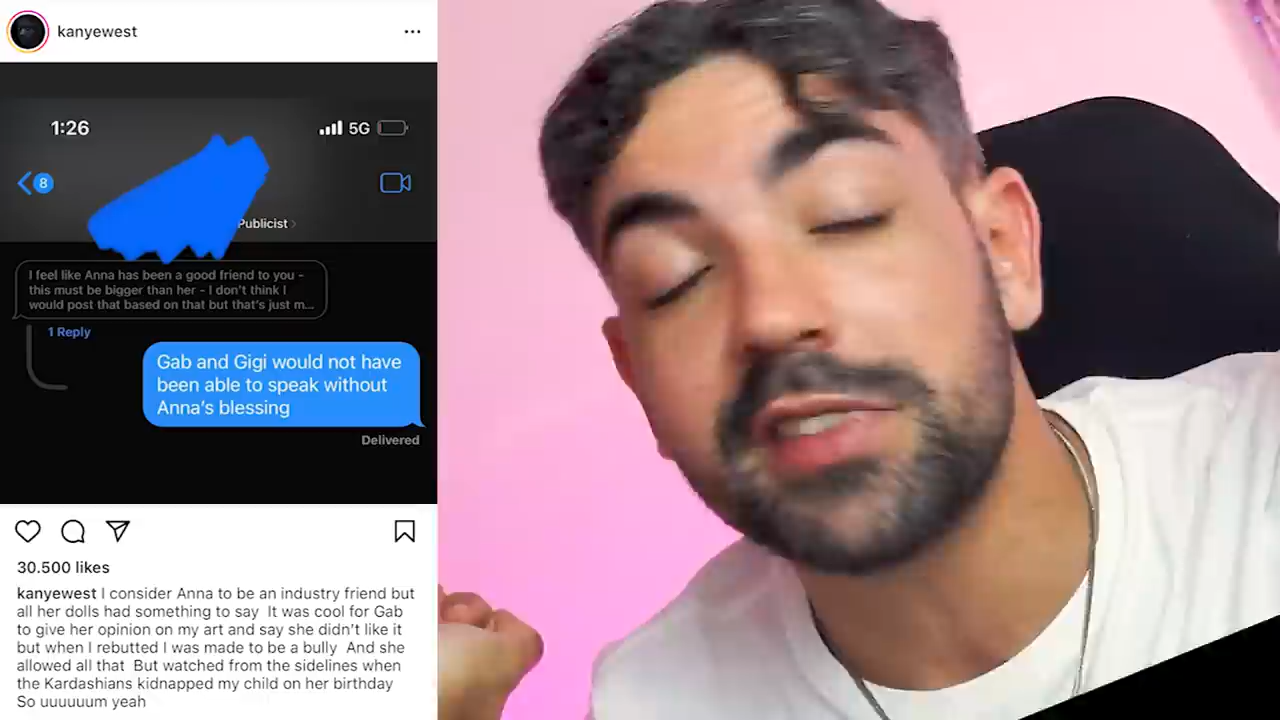 kanyewest
1:26
5G
8
Publicist
I feel like Anna has been a good friend to you -
this must be bigger than her - I don't think I
would post that based on that but that's just m...
1 Reply
Gab and Gigi would not have
been able to speak without
Anna's blessing
Delivered
30.500 likes
kanyewest I consider Anna to be an industry friend but
all her dolls had something to say It was cool for Gab
to give her opinion on my art and say she didn't like it
but when I rebutted I was made to be a bully And she
allowed all that But watched from the sidelines when
the Kardashians kidnapped my child on her birthday
So uuuuuum yeah